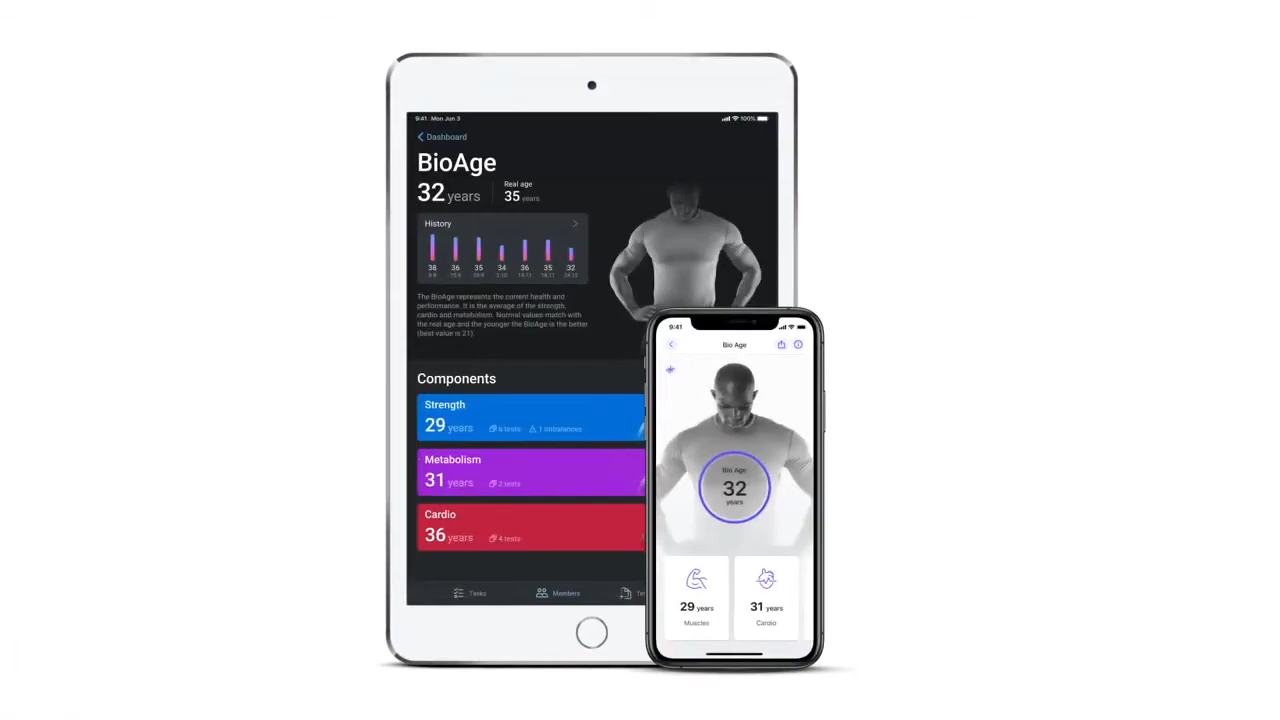 9:41 Mon Jun 3
100%
Dashboard
BioAge
32 years
Real age
35 years
History
38 36 35 34 36 35 32
The BioAge represents the current health and
performance. It is the average of the strength,
cardio and metabolism. Normal values match with
the real age and the younger the BioAge is the better
(best value is 21).
Components
Strength
29 years 6 tests 1 imbalances
Metabolism
31 years 2 tests
Cardio
36 years 4 tests
Tasks Members
9:41
Bio Age
Bio Age
32
years
29 years
Muscles
31 years
Cardio